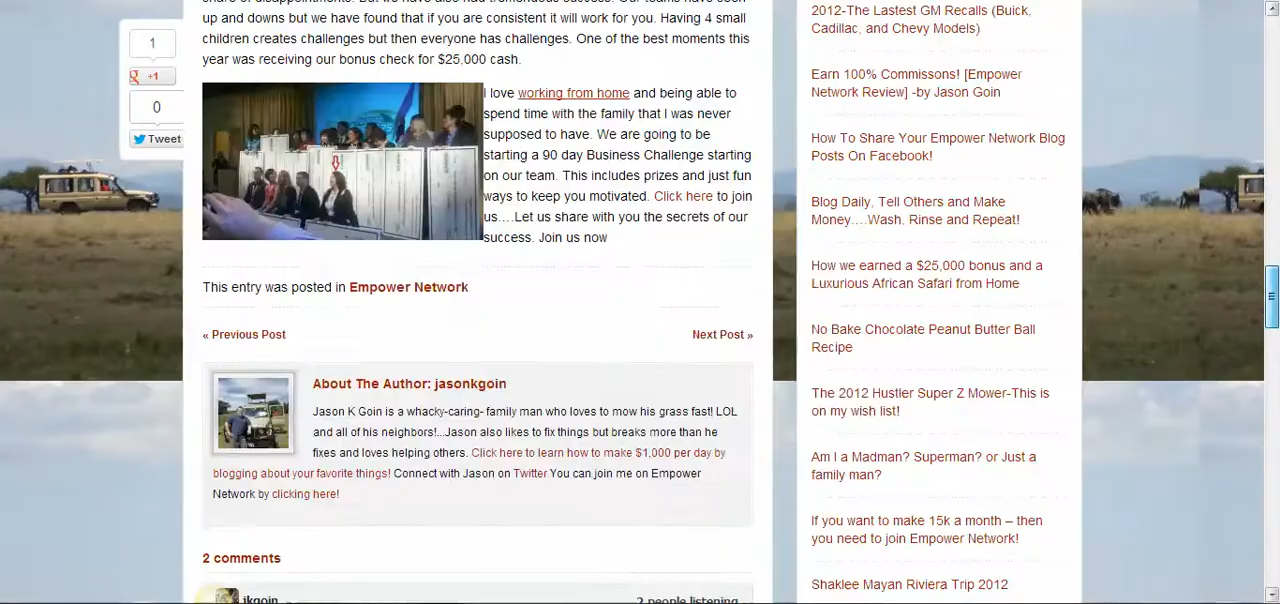 up and downs but we have found that if you are consistent it will work for you. Having 4 small
children creates challenges but then everyone has challenges. One of the best moments this
year was receiving our bonus check for $25,000 cash.
I love working from home and being able to
spend time with the family that I was never
supposed to have. We are going to be
starting a 90 day Business Challenge starting
on our team. This includes prizes and just fun
ways to keep you motivated. Click here to join
us....Let us share with you the secrets of our
success. Join us now
This entry was posted in Empower Network
« Previous Post
Next Post »
About The Author: jasonkgoin
Jason K Goin is a whacky-caring- family man who loves to mow his grass fast! LOL
and all of his neighbors!...Jason also likes to fix things but breaks more than he
fixes and loves helping others. Click here to learn how to make $1,000 per day by
blogging about your favorite things! Connect with Jason on Twitter You can join me on Empower
Network by clicking here!
2 comments
jkgoin
2 people listening
1
+1
0
Tweet
2012-The Lastest GM Recalls (Buick,
Cadillac, and Chevy Models)
Earn 100% Commissons! [Empower
Network Review] -by Jason Goin
How To Share Your Empower Network Blog
Posts On Facebook!
Blog Daily, Tell Others and Make
Money….Wash, Rinse and Repeat!
How we earned a $25,000 bonus and a
Luxurious African Safari from Home
No Bake Chocolate Peanut Butter Ball
Recipe
The 2012 Hustler Super Z Mower-This is
on my wish list!
Am I a Madman? Superman? or Just a
family man?
If you want to make 15k a month – then
you need to join Empower Network!
Shaklee Mayan Riviera Trip 2012